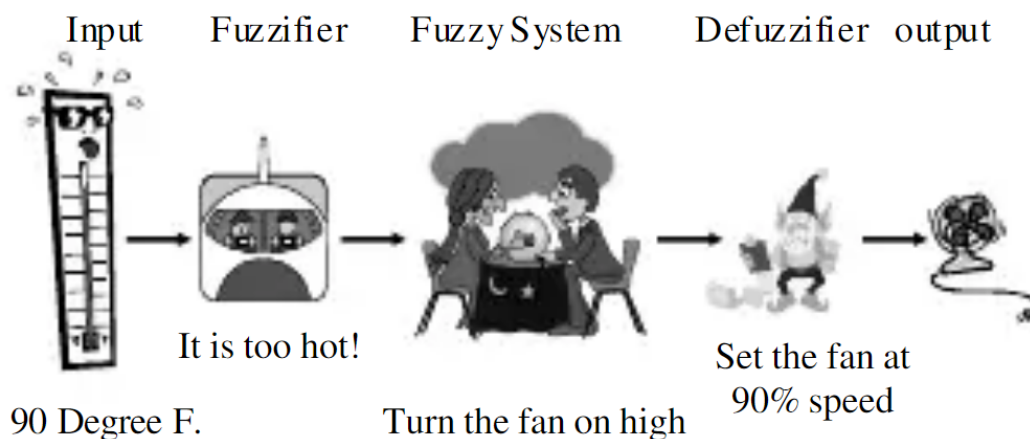 Input Fuzzifier Fuzzy System Defuzzifier output
It is too hot!
Set the fan at
90% speed
90 Degree F. Turn the fan on high